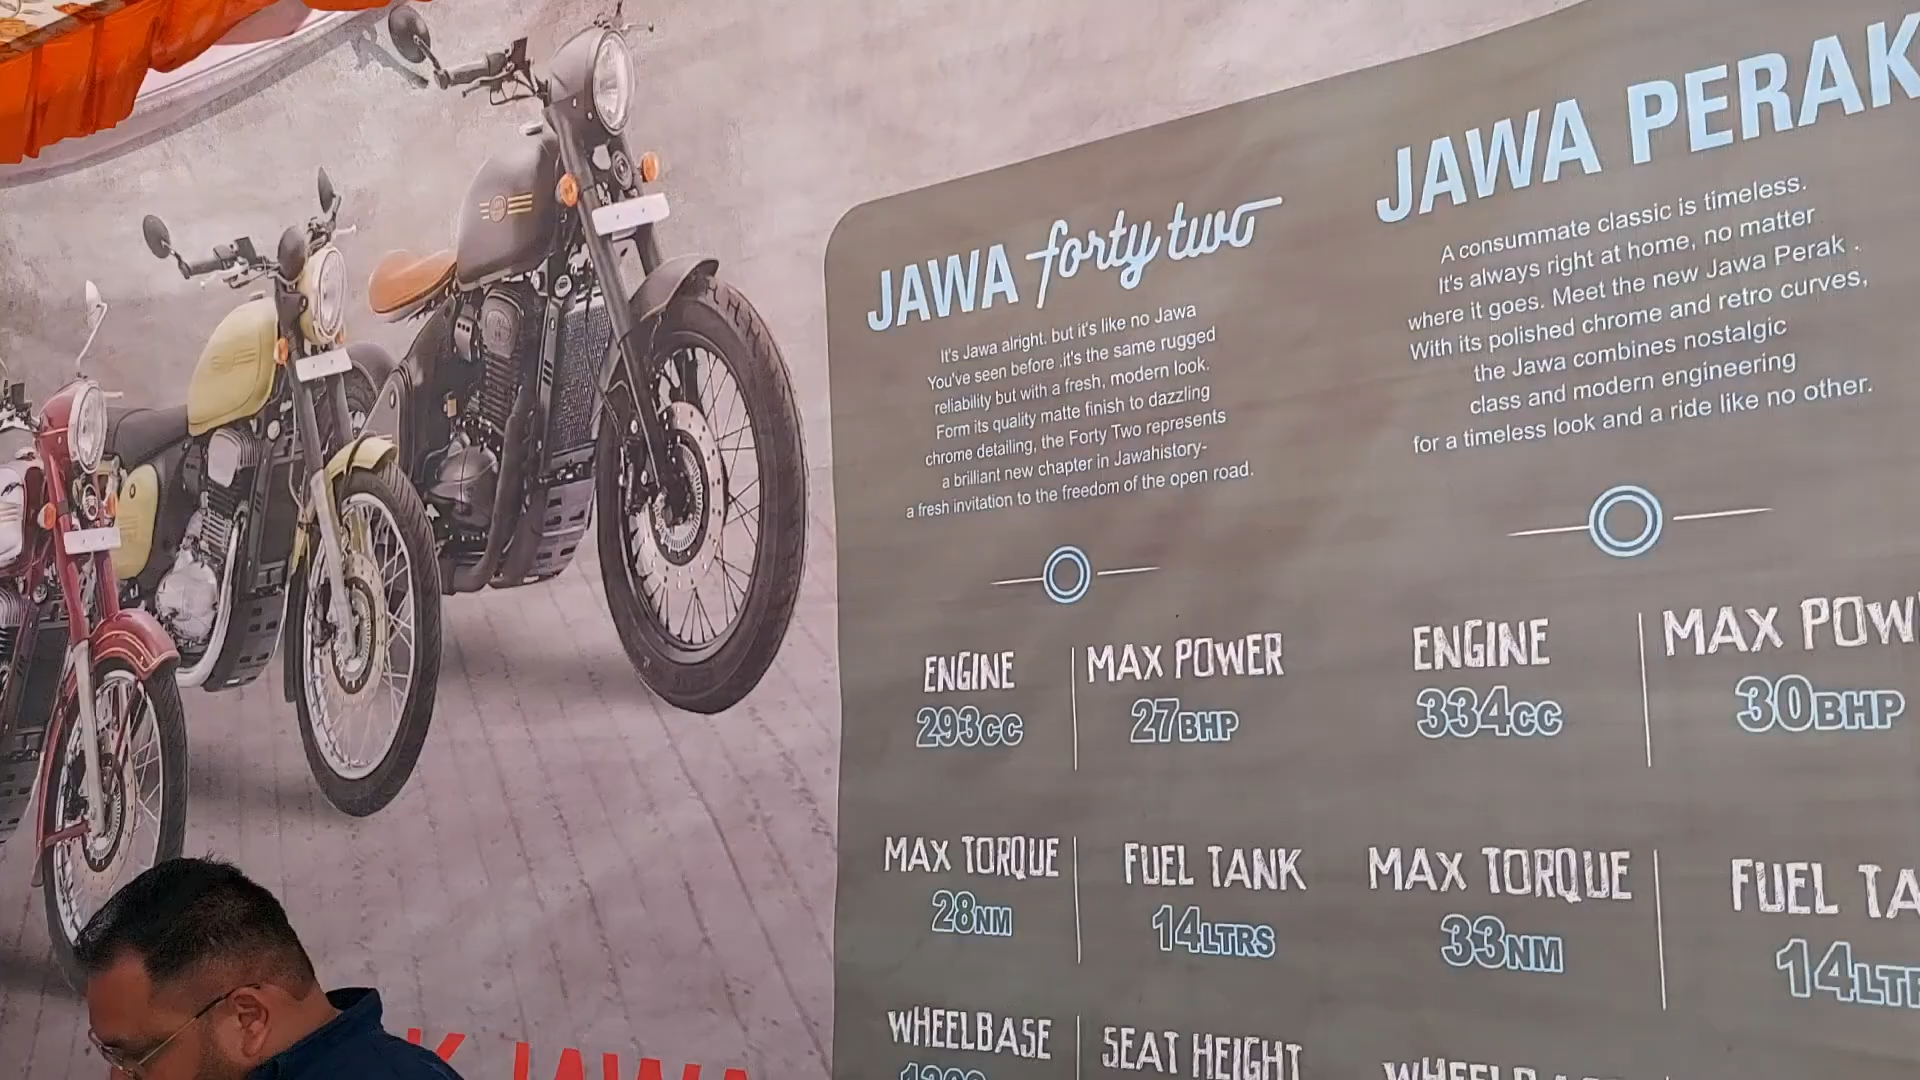 JAWA forty two
It's Jawa alright. but it's like no Jawa
You've seen before .it's the same rugged
reliability but with a fresh, modern look.
Form its quality matte finish to dazzling
chrome detailing, the Forty Two represents
a brilliant new chapter in Jawahistory-
a fresh invitation to the freedom of the open road.
ENGINE
293CC
MAX POWER
27BHP
MAX TORQUE
28NM
FUEL TANK
14LTRS
WHEELBASE
SEAT HEIGHT
JAWA PERAK
A consummate classic is timeless.
It's always right at home, no matter
where it goes. Meet the new Jawa Perak .
With its polished chrome and retro curves,
the Jawa combines nostalgic
class and modern engineering
for a timeless look and a ride like no other.
ENGINE
334CC
MAX POW
30BHP
MAX TORQUE
33NM
FUEL TA
14LT
JAWA